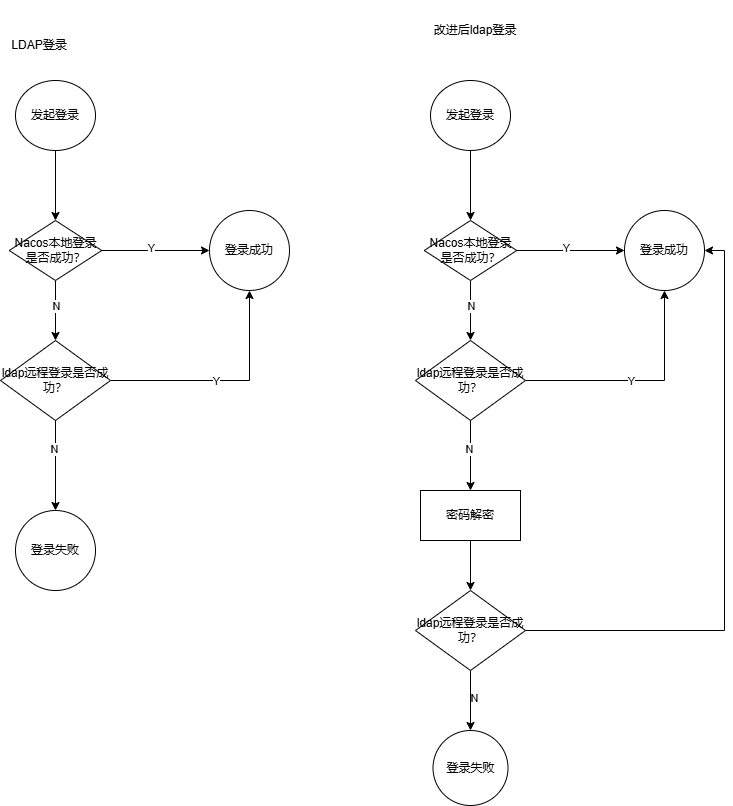 LDAP登录
发起登录
Nacos本地登录
是否成功?
Y
登录成功
N
ldap远程登录是否成
功?
Y
N
登录失败
改进后ldap登录
发起登录
Nacos本地登录
是否成功?
Y
登录成功
N
ldap远程登录是否成
功?
Y
N
密码解密
ldap远程登录是否成
功?
N
登录失败